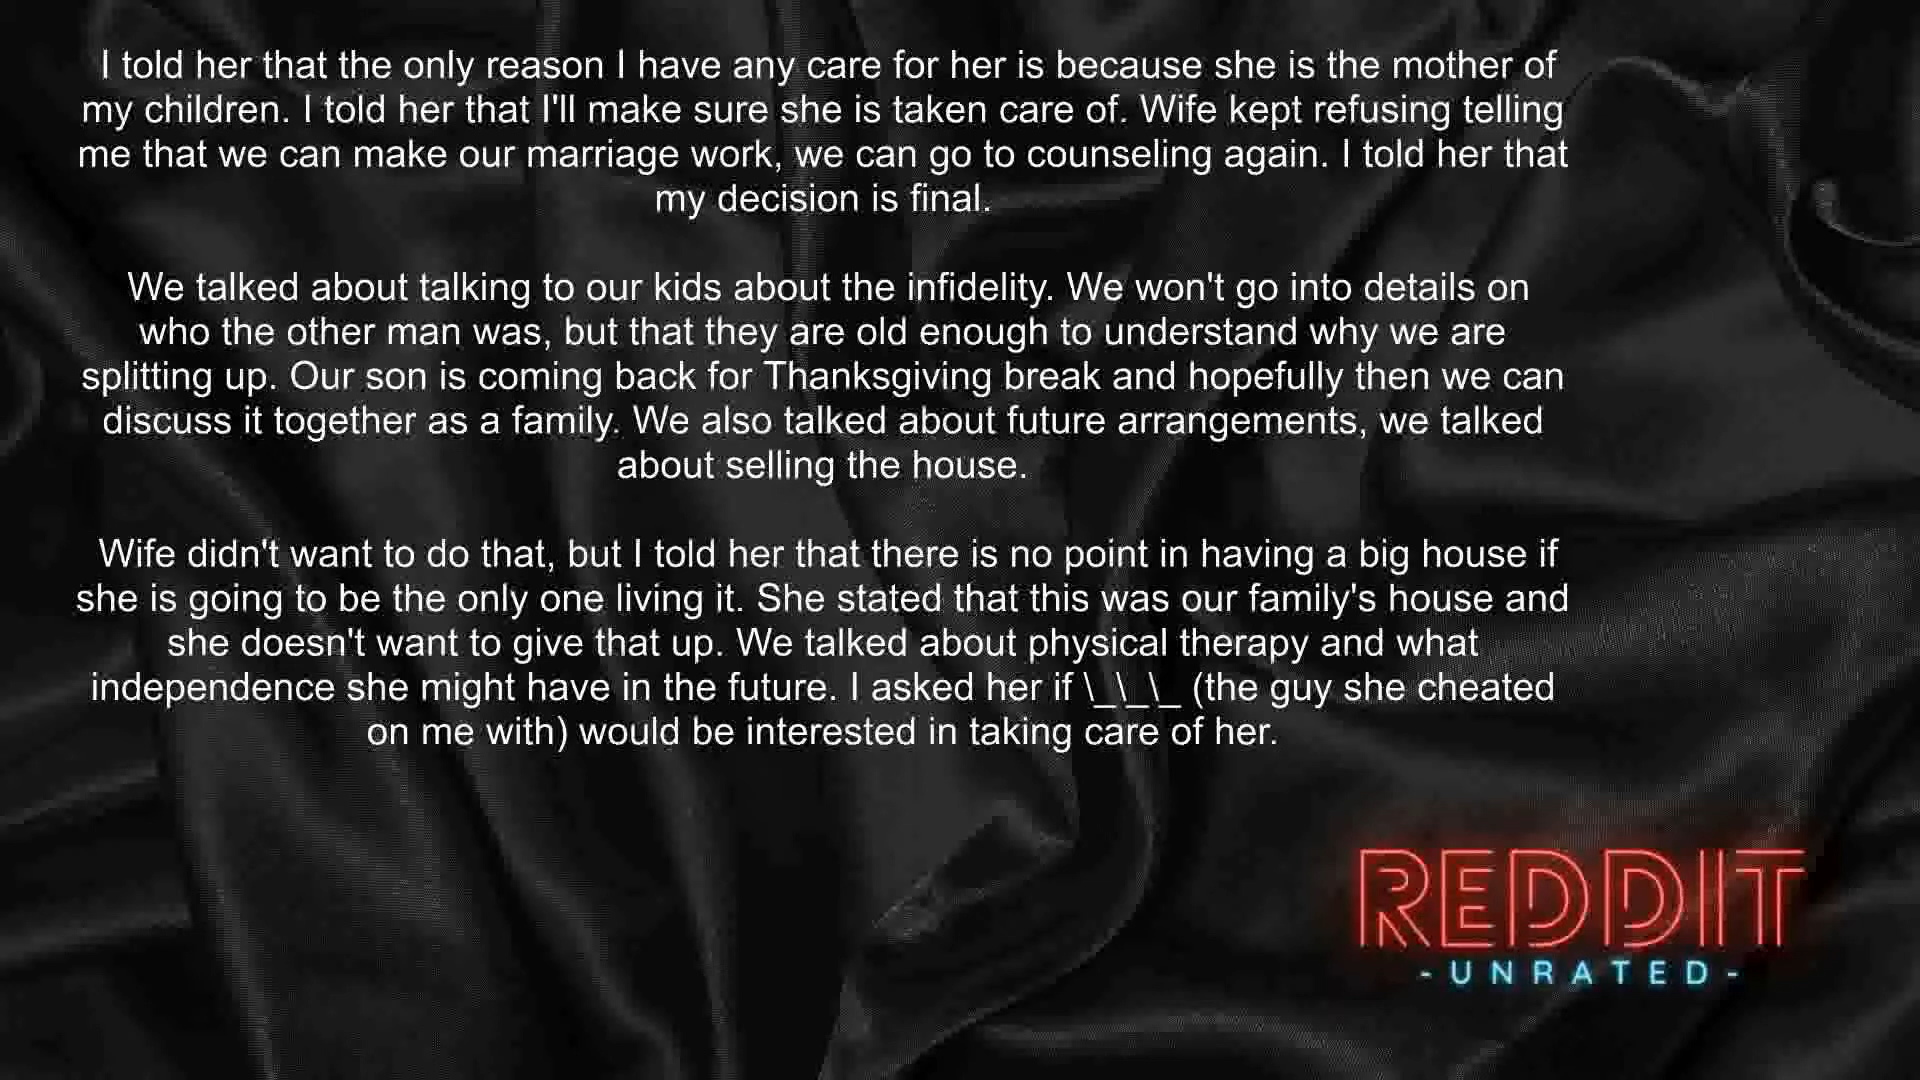 I told her that the only reason I have any care for her is because she is the mother of
my children. I told her that I'll make sure she is taken care of. Wife kept refusing telling
me that we can make our marriage work, we can go to counseling again. I told her that
my decision is final.
We talked about talking to our kids about the infidelity. We won't go into details on
who the other man was, but that they are old enough to understand why we are
splitting up. Our son is coming back for Thanksgiving break and hopefully then we can
discuss it together as a family. We also talked about future arrangements, we talked
about selling the house.
Wife didn't want to do that, but I told her that there is no point in having a big house if
she is going to be the only one living it. She stated that this was our family's house and
she doesn't want to give that up. We talked about physical therapy and what
independence she might have in the future. I asked her if \_\_\_ (the guy she cheated
on me with) would be interested in taking care of her.
REDDIT
-UNRATED-